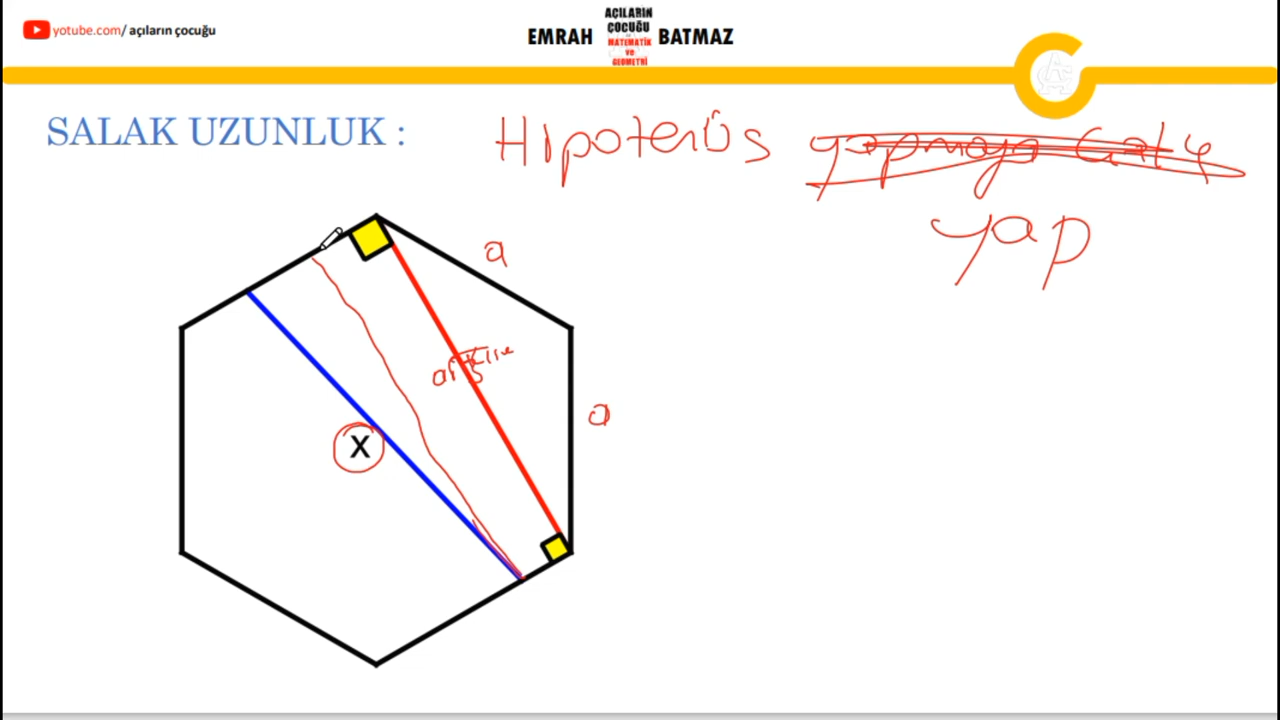 yotube.com/ açıların çocuğu
EMRAH BATMAZ
AÇILARIN
ÇOCUĞU
MATEMATİK
ve
GEOMETRİ
SALAK UZUNLUK :
Hipotenüs
yap
a
a
X